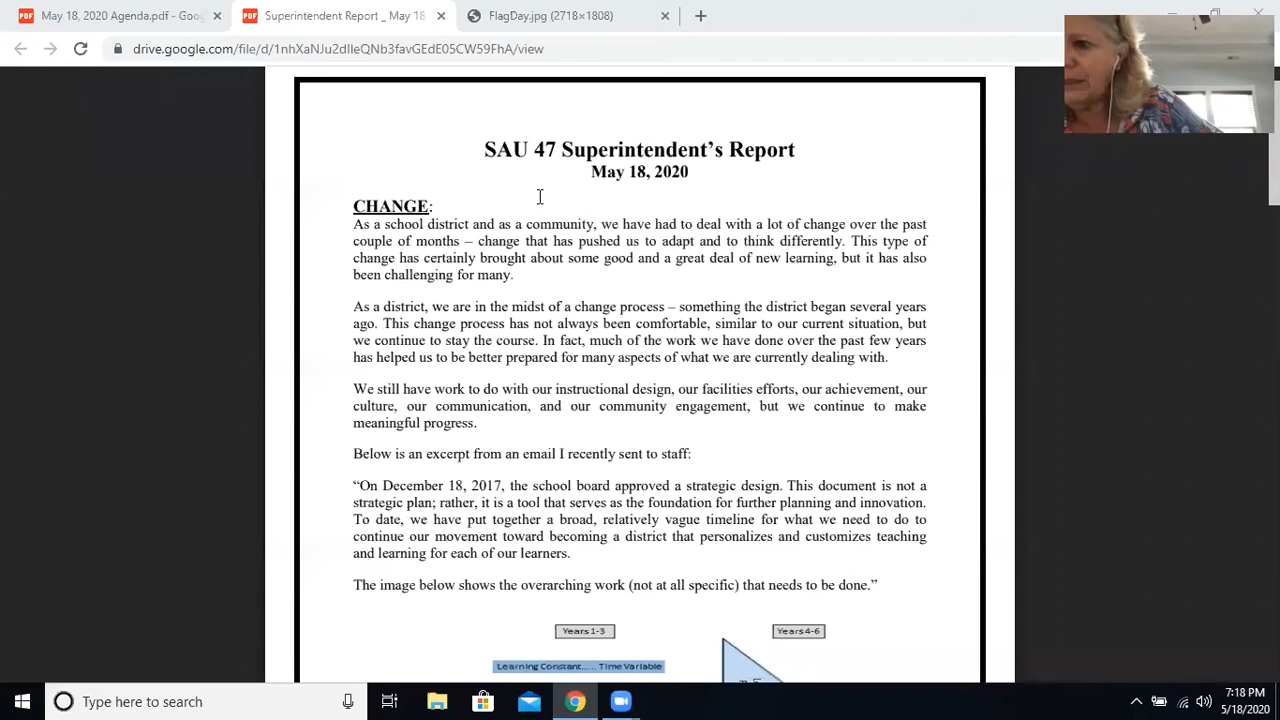 May 18, 2020 Agenda.pdf - Goo
Superintendent Report _ May 18
FlagDay.jpg (2718×1808)
drive.google.com/file/d/1nhXaNJu2dIleQNb3favGEdE05CW59FhA/view
SAU 47 Superintendent's Report
May 18, 2020
CHANGE:
As a school district and as a community, we have had to deal with a lot of change over the past
couple of months – change that has pushed us to adapt and to think differently. This type of
change has certainly brought about some good and a great deal of new learning, but it has also
been challenging for many.
As a district, we are in the midst of a change process – something the district began several years
ago. This change process has not always been comfortable, similar to our current situation, but
we continue to stay the course. In fact, much of the work we have done over the past few years
has helped us to be better prepared for many aspects of what we are currently dealing with.
We still have work to do with our instructional design, our facilities efforts, our achievement, our
culture, our communication, and our community engagement, but we continue to make
meaningful progress.
Below is an excerpt from an email I recently sent to staff:
“On December 18, 2017, the school board approved a strategic design. This document is not a
strategic plan; rather, it is a tool that serves as the foundation for further planning and innovation.
To date, we have put together a broad, relatively vague timeline for what we need to do to
continue our movement toward becoming a district that personalizes and customizes teaching
and learning for each of our learners.
The image below shows the overarching work (not at all specific) that needs to be done.”
Years 1-3
Years 4-6
Learning Constant...... Time Variable
Type here to search
7:18 PM
5/18/2020